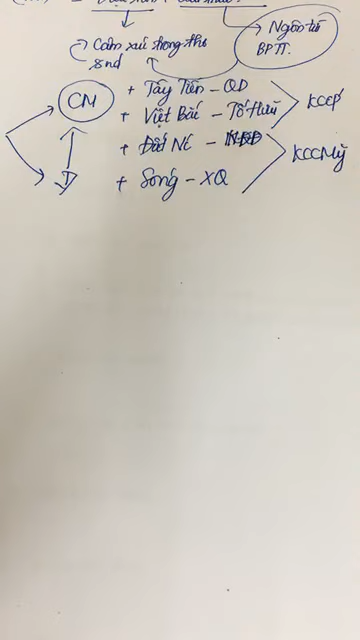 Ngôn từ
BPTT.
Cảm xúc trong thơ
CM
+ Tây Tiến - QD
+ Việt Bắc - Tố Hữu
KCCP
+ Đất Nc - NKĐ
KCCMỹ
+ Sóng - XQ